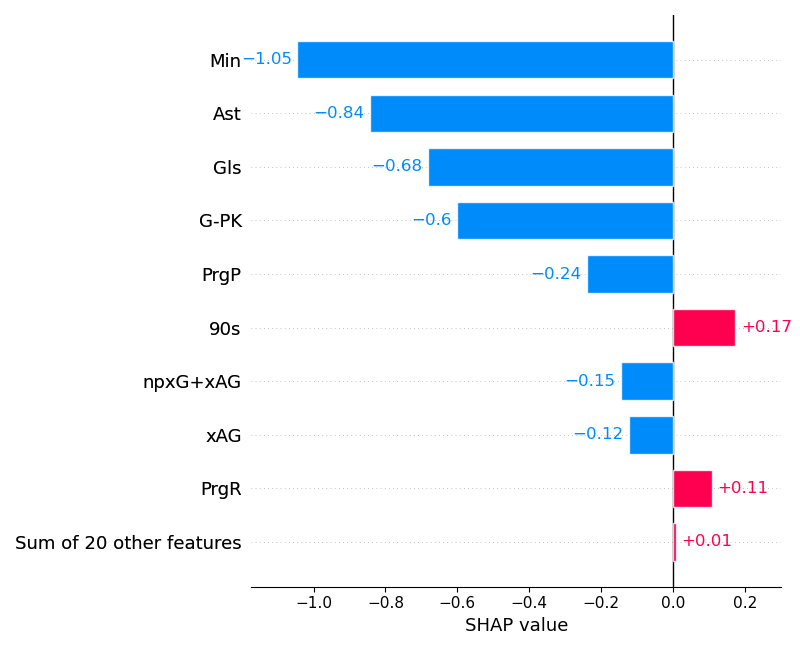 Min −1.05
Ast −0.84
Gls −0.68
G-PK −0.6
PrgP −0.24
90s +0.17
npxG+xAG −0.15
xAG −0.12
PrgR +0.11
Sum of 20 other features +0.01
−1.0 −0.8 −0.6 −0.4 −0.2 0.0 0.2
SHAP value